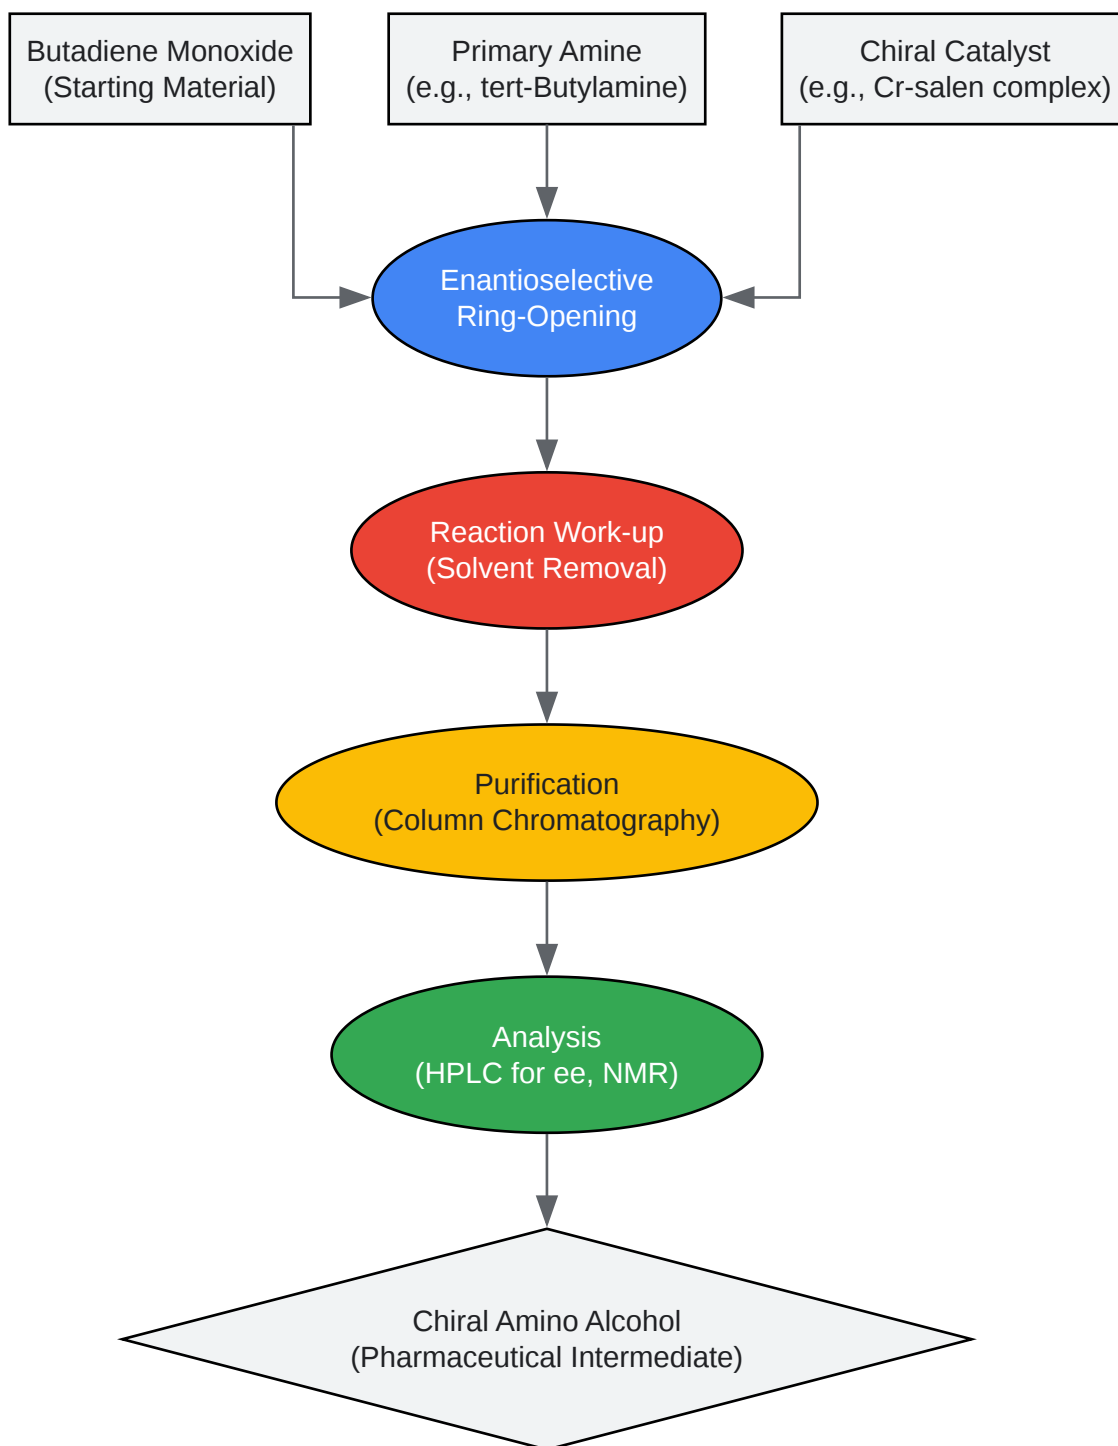 Butadiene Monoxide
(Starting Material)
Primary Amine
(e.g., tert-Butylamine)
Chiral Catalyst
(e.g., Cr-salen complex)
Enantioselective
Ring-Opening
Reaction Work-up
(Solvent Removal)
Purification
(Column Chromatography)
Analysis
(HPLC for ee, NMR)
Chiral Amino Alcohol
(Pharmaceutical Intermediate)